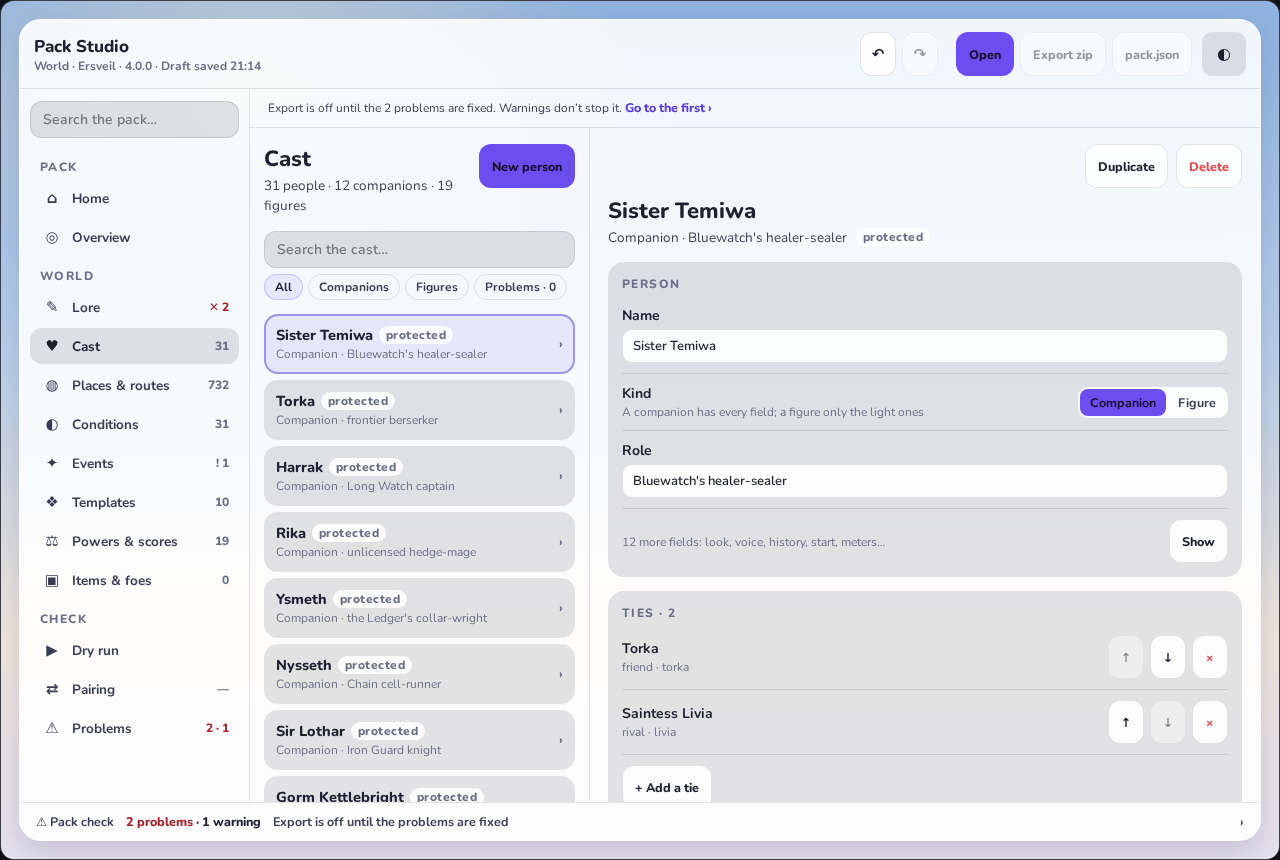 Pack Studio
World · Ersveil · 4.0.0 · Draft saved 21:14
↶
↷
Open
Export zip
pack.json
◐
Search the pack…
PACK
⌂ Home
◎ Overview
WORLD
✎ Lore × 2
♥ Cast 31
◍ Places & routes 732
◐ Conditions 31
✦ Events ! 1
❖ Templates 10
⚖ Powers & scores 19
▣ Items & foes 0
CHECK
▶ Dry run
⇄ Pairing —
⚠ Problems 2 · 1
Export is off until the 2 problems are fixed. Warnings don’t stop it. Go to the first ›
Cast
31 people · 12 companions · 19
figures
New person
Search the cast…
All
Companions
Figures
Problems · 0
Sister Temiwa protected
Companion · Bluewatch's healer-sealer
›
Torka protected
Companion · frontier berserker
›
Harrak protected
Companion · Long Watch captain
›
Rika protected
Companion · unlicensed hedge-mage
›
Ysmeth protected
Companion · the Ledger's collar-wright
›
Nysseth protected
Companion · Chain cell-runner
›
Sir Lothar protected
Companion · Iron Guard knight
›
Gorm Kettlebright protected
Duplicate
Delete
Sister Temiwa
Companion · Bluewatch's healer-sealer protected
PERSON
Name
Sister Temiwa
Kind
A companion has every field; a figure only the light ones
Companion
Figure
Role
Bluewatch's healer-sealer
12 more fields: look, voice, history, start, meters…
Show
TIES · 2
Torka
friend · torka
↑ ↓ ×
Saintess Livia
rival · livia
↑ ↓ ×
+ Add a tie
⚠ Pack check 2 problems · 1 warning Export is off until the problems are fixed ›